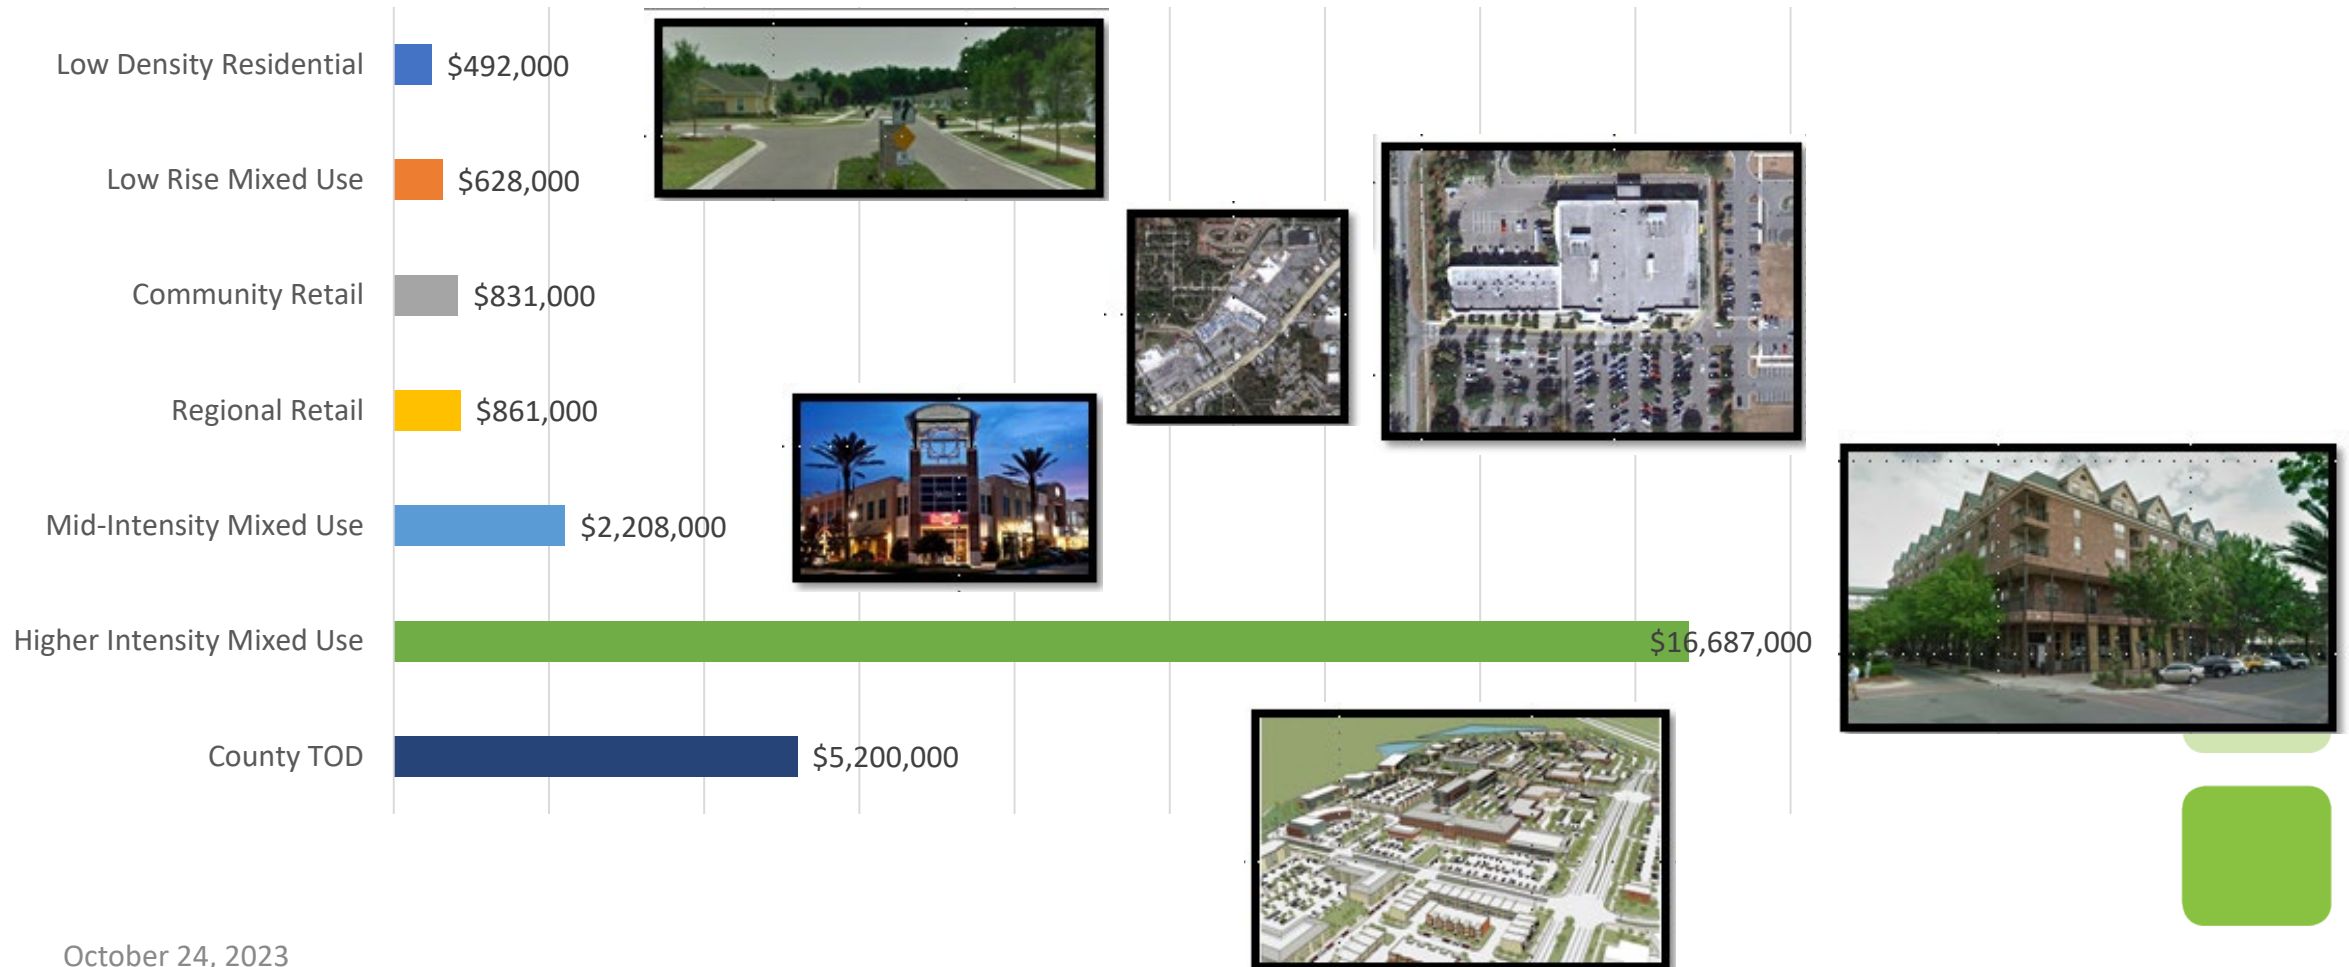 Low Density Residential $492,000
Low Rise Mixed Use $628,000
Community Retail $831,000
Regional Retail $861,000
Mid-Intensity Mixed Use $2,208,000
Higher Intensity Mixed Use $16,687,000
County TOD $5,200,000
October 24, 2023